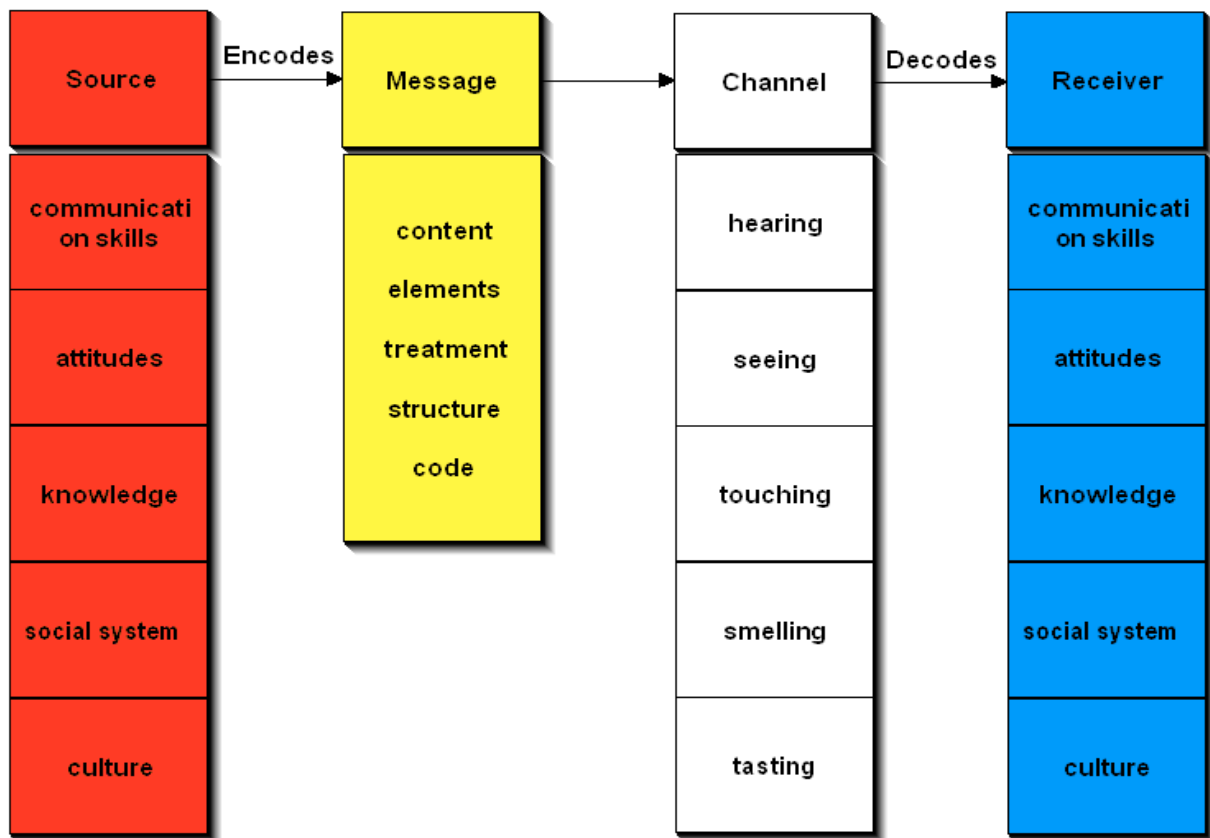 Source
Encodes
Message
Channel
Decodes
Receiver
communicati
on skills
attitudes
knowledge
social system
culture
content
elements
treatment
structure
code
hearing
seeing
touching
smelling
tasting
communicati
on skills
attitudes
knowledge
social system
culture